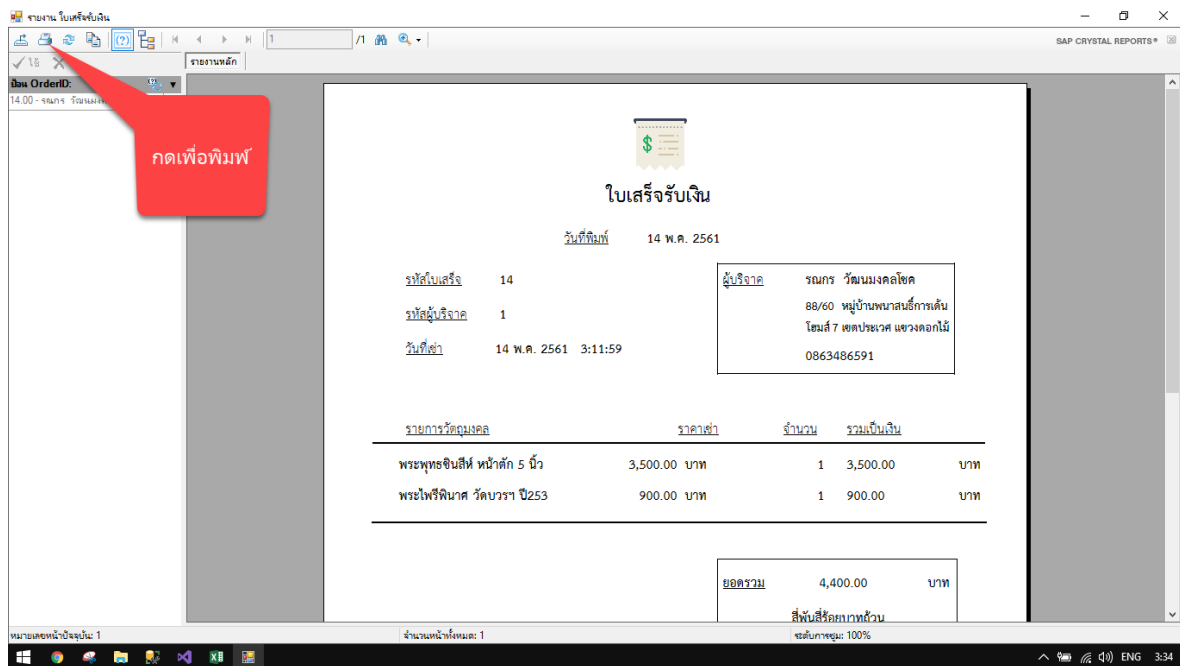 รายงาน ใบเสร็จรับเงิน
1 /1
SAP CRYSTAL REPORTS®
ใช้
รายงานหลัก
ป้อน OrderID:
14.00 - รณกร
กดเพื่อพิมพ์
$
ใบเสร็จรับเงิน
วันที่พิมพ์ 14 พ.ค. 2561
รหัสใบเสร็จ 14
ผู้บริจาค รณกร วัฒนมงคลโชค
88/60 หมู่บ้านพนาสนธิ์การเด้น
โฮมส์ 7 เขตประเวศ แขวงดอกไม้
0863486591
รหัสผู้บริจาค 1
วันที่เช่า 14 พ.ค. 2561 3:11:59
รายการวัตถุมงคล ราคาเช่า จำนวน รวมเป็นเงิน
พระพุทธชินสีห์ หน้าตัก 5 นิ้ว 3,500.00 บาท 1 3,500.00 บาท
พระไพรีพินาศ วัดบวรฯ ปี253 900.00 บาท 1 900.00 บาท
ยอดรวม 4,400.00 บาท
สี่พันสี่ร้อยบาทถ้วน
หมายเลขหน้าปัจจุบัน: 1 จำนวนหน้าทั้งหมด: 1 ระดับการซูม: 100%
ENG 3:34